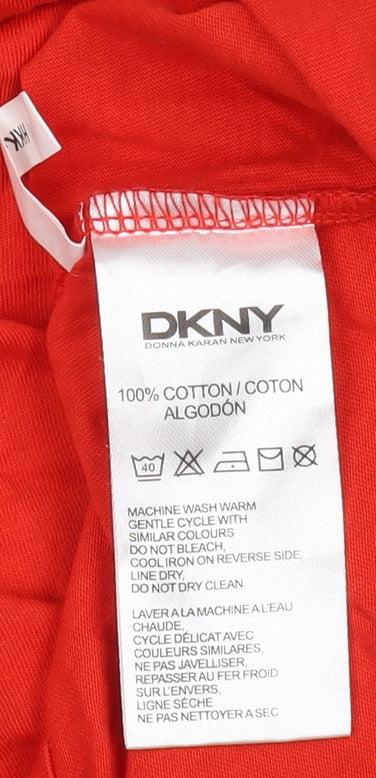 DKNY
DONNA KARAN NEW YORK
100% COTTON / COTON
ALGODÓN
40
MACHINE WASH WARM
GENTLE CYCLE WITH
SIMILAR COLOURS
DO NOT BLEACH,
COOL IRON ON REVERSE SIDE,
LINE DRY,
DO NOT DRY CLEAN.
LAVER A LA MACHINE A L'EAU
CHAUDE,
CYCLE DÉLICAT AVEC
COULEURS SIMILAIRES,
NE PAS JAVELLISER,
REPASSER AU FER FROID
SUR L'ENVERS,
LIGNE SÉCHE
NE PAS NETTOYER A SEC.